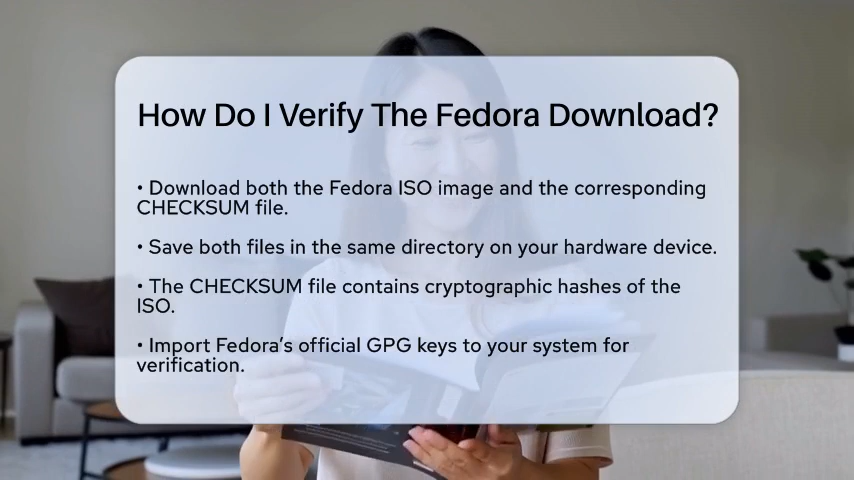 How Do I Verify The Fedora Download?
• Download both the Fedora ISO image and the corresponding
CHECKSUM file.
• Save both files in the same directory on your hardware device.
• The CHECKSUM file contains cryptographic hashes of the
ISO.
• Import Fedora’s official GPG keys to your system for
verification.